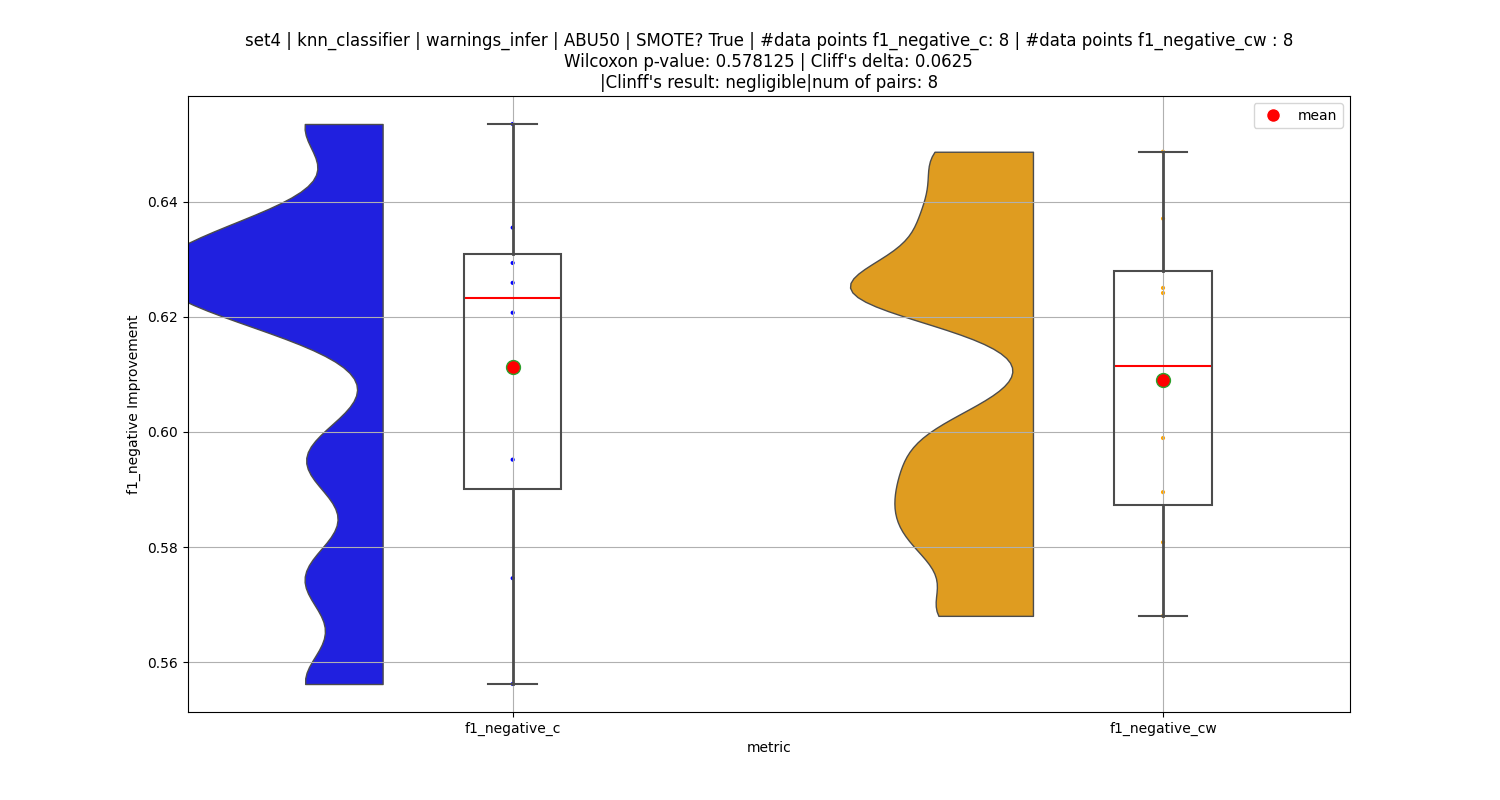 set4 | knn_classifier | warnings_infer | ABU50 | SMOTE? True | #data points f1_negative_c: 8 | #data points f1_negative_cw : 8
Wilcoxon p-value: 0.578125 | Cliff's delta: 0.0625
|Clinff's result: negligible|num of pairs: 8
mean
0.64
0.62
0.60
0.58
0.56
f1_negative Improvement
f1_negative_c
f1_negative_cw
metric